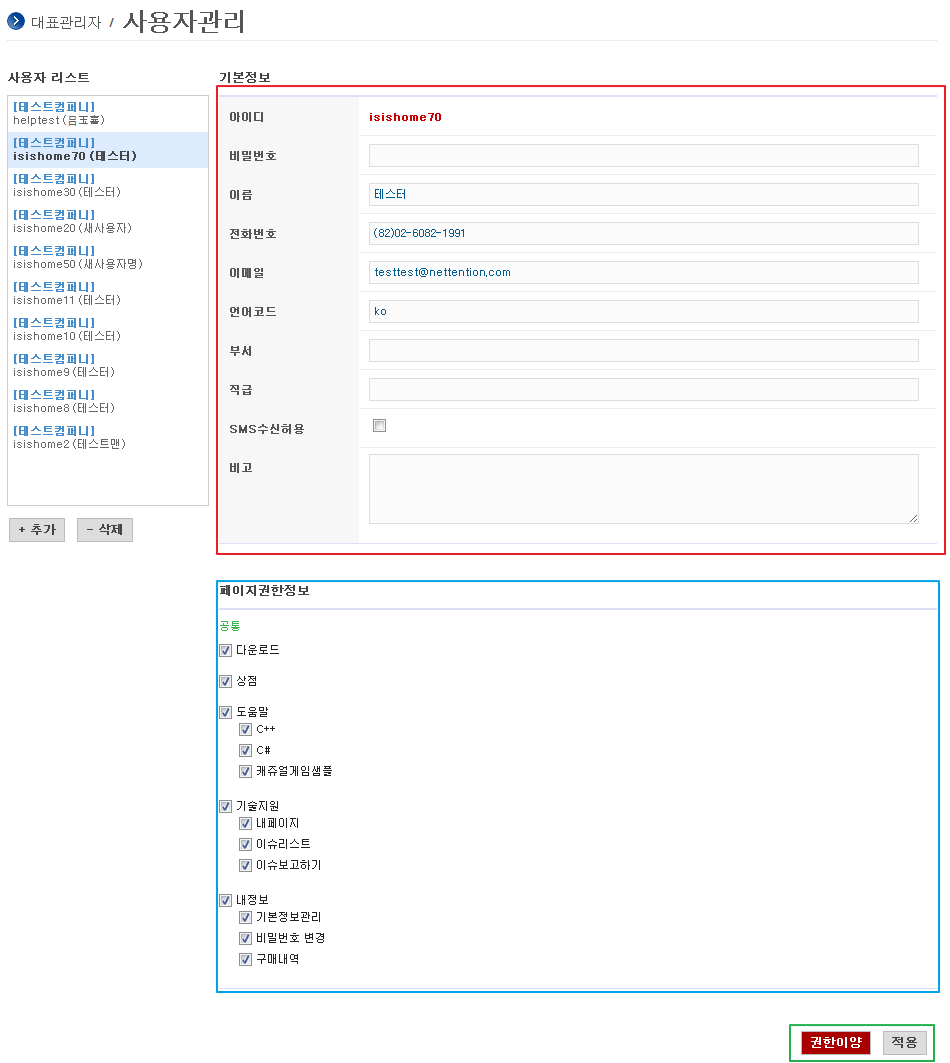 대표관리자 / 사용자관리
사용자 리스트
[테스트컴퍼니]
helptest (呂玉홀)
[테스트컴퍼니]
isishome70 (테스터)
[테스트컴퍼니]
isishome30 (테스터)
[테스트컴퍼니]
isishome20 (새사용자)
[테스트컴퍼니]
isishome50 (새사용자명)
[테스트컴퍼니]
isishome11 (테스터)
[테스트컴퍼니]
isishome10 (테스터)
[테스트컴퍼니]
isishome9 (테스터)
[테스트컴퍼니]
isishome8 (테스터)
[테스트컴퍼니]
isishome2 (테스트맨)
+ 추가
- 삭제
기본정보
아이디 isishome70
비밀번호
이름 테스터
전화번호 (82)02-6082-1991
이메일 testtest@nettention.com
언어코드 ko
부서
직급
SMS수신허용
비고
페이지권한정보
공통
다운로드
상점
도움말
C++
C#
캐쥬얼게임샘플
기술지원
내페이지
이슈리스트
이슈보고하기
내정보
기본정보관리
비밀번호 변경
구매내역
권한이양
적용